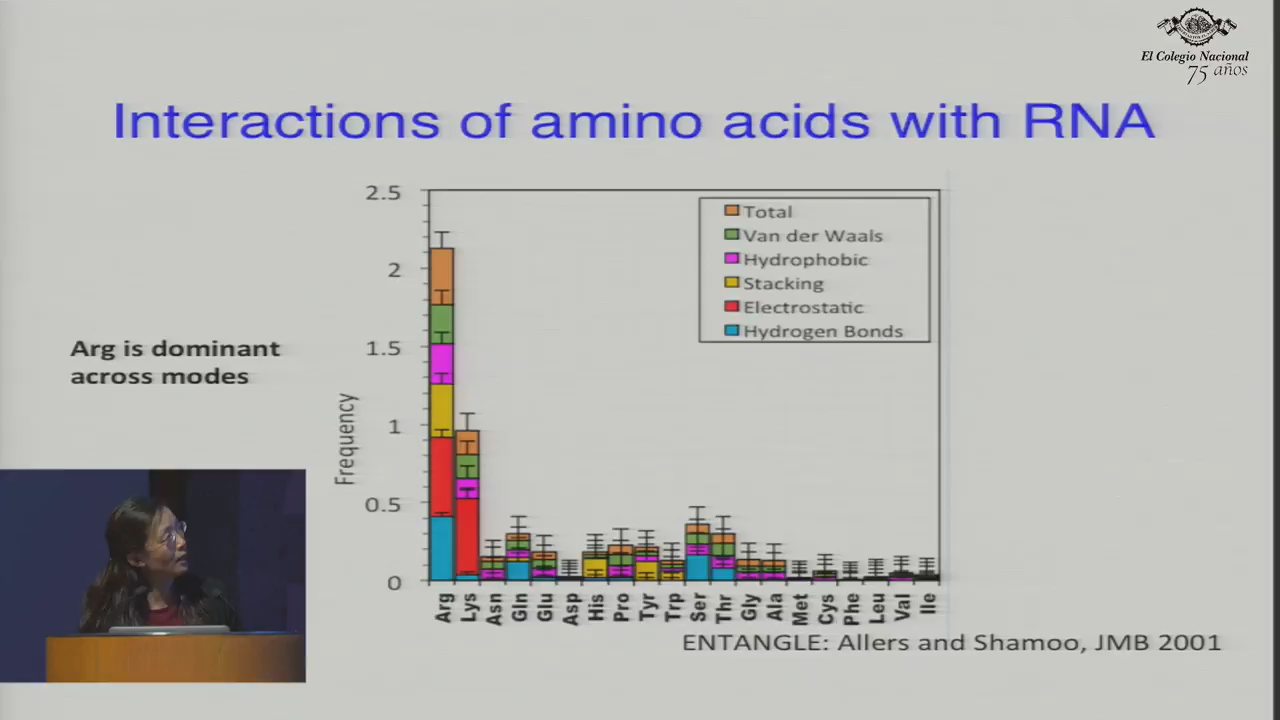 El Colegio Nacional
75 años
Interactions of amino acids with RNA
2.5
2
1.5
1
0.5
0
Frequency
Total
Van der Waals
Hydrophobic
Stacking
Electrostatic
Hydrogen Bonds
Arg is dominant
across modes
Arg Lys Asn Gln Glu Asp His Pro Tyr Trp Ser Thr Gly Ala Met Cys Phe Leu Val Ile
ENTANGLE: Allers and Shamoo, JMB 2001